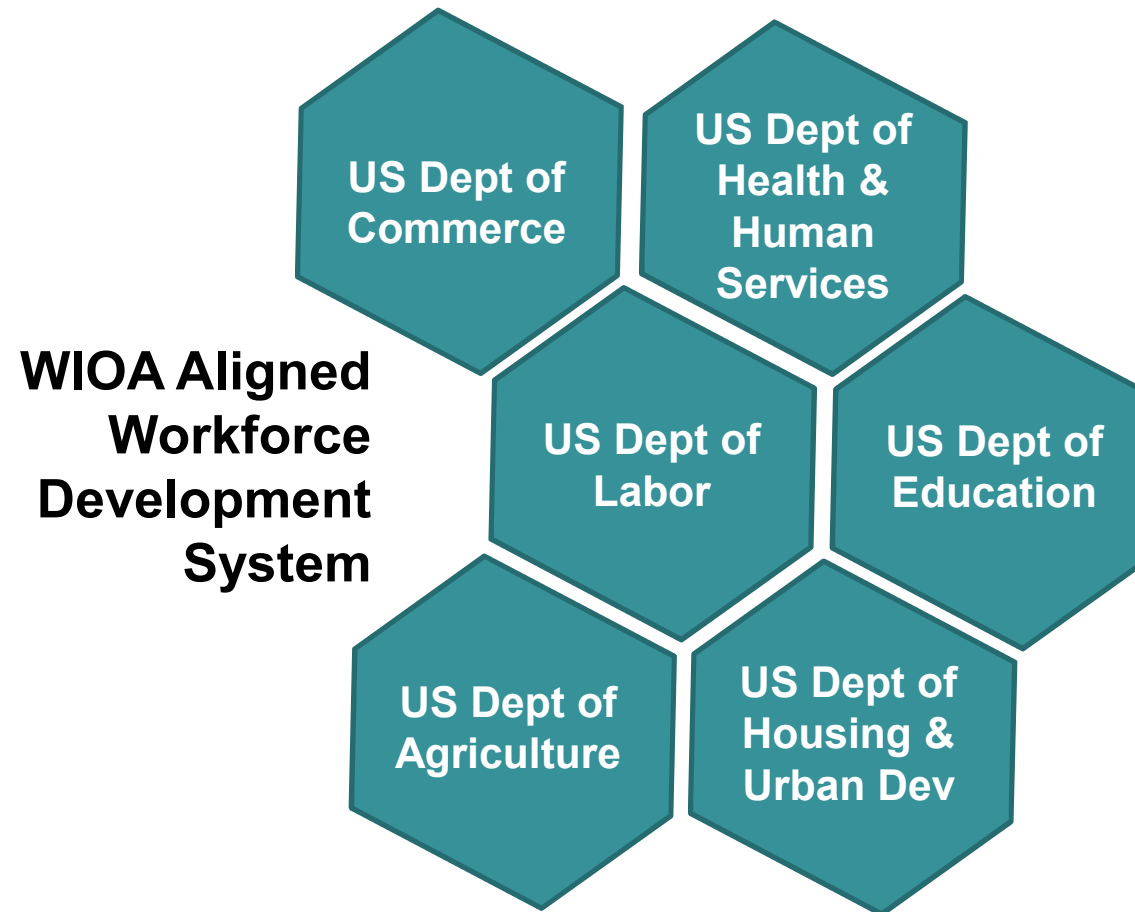 US Dept of
Commerce
US Dept of
Health &
Human
Services
WIOA Aligned
Workforce
Development
System
US Dept of
Labor
US Dept of
Education
US Dept of
Agriculture
US Dept of
Housing &
Urban Dev